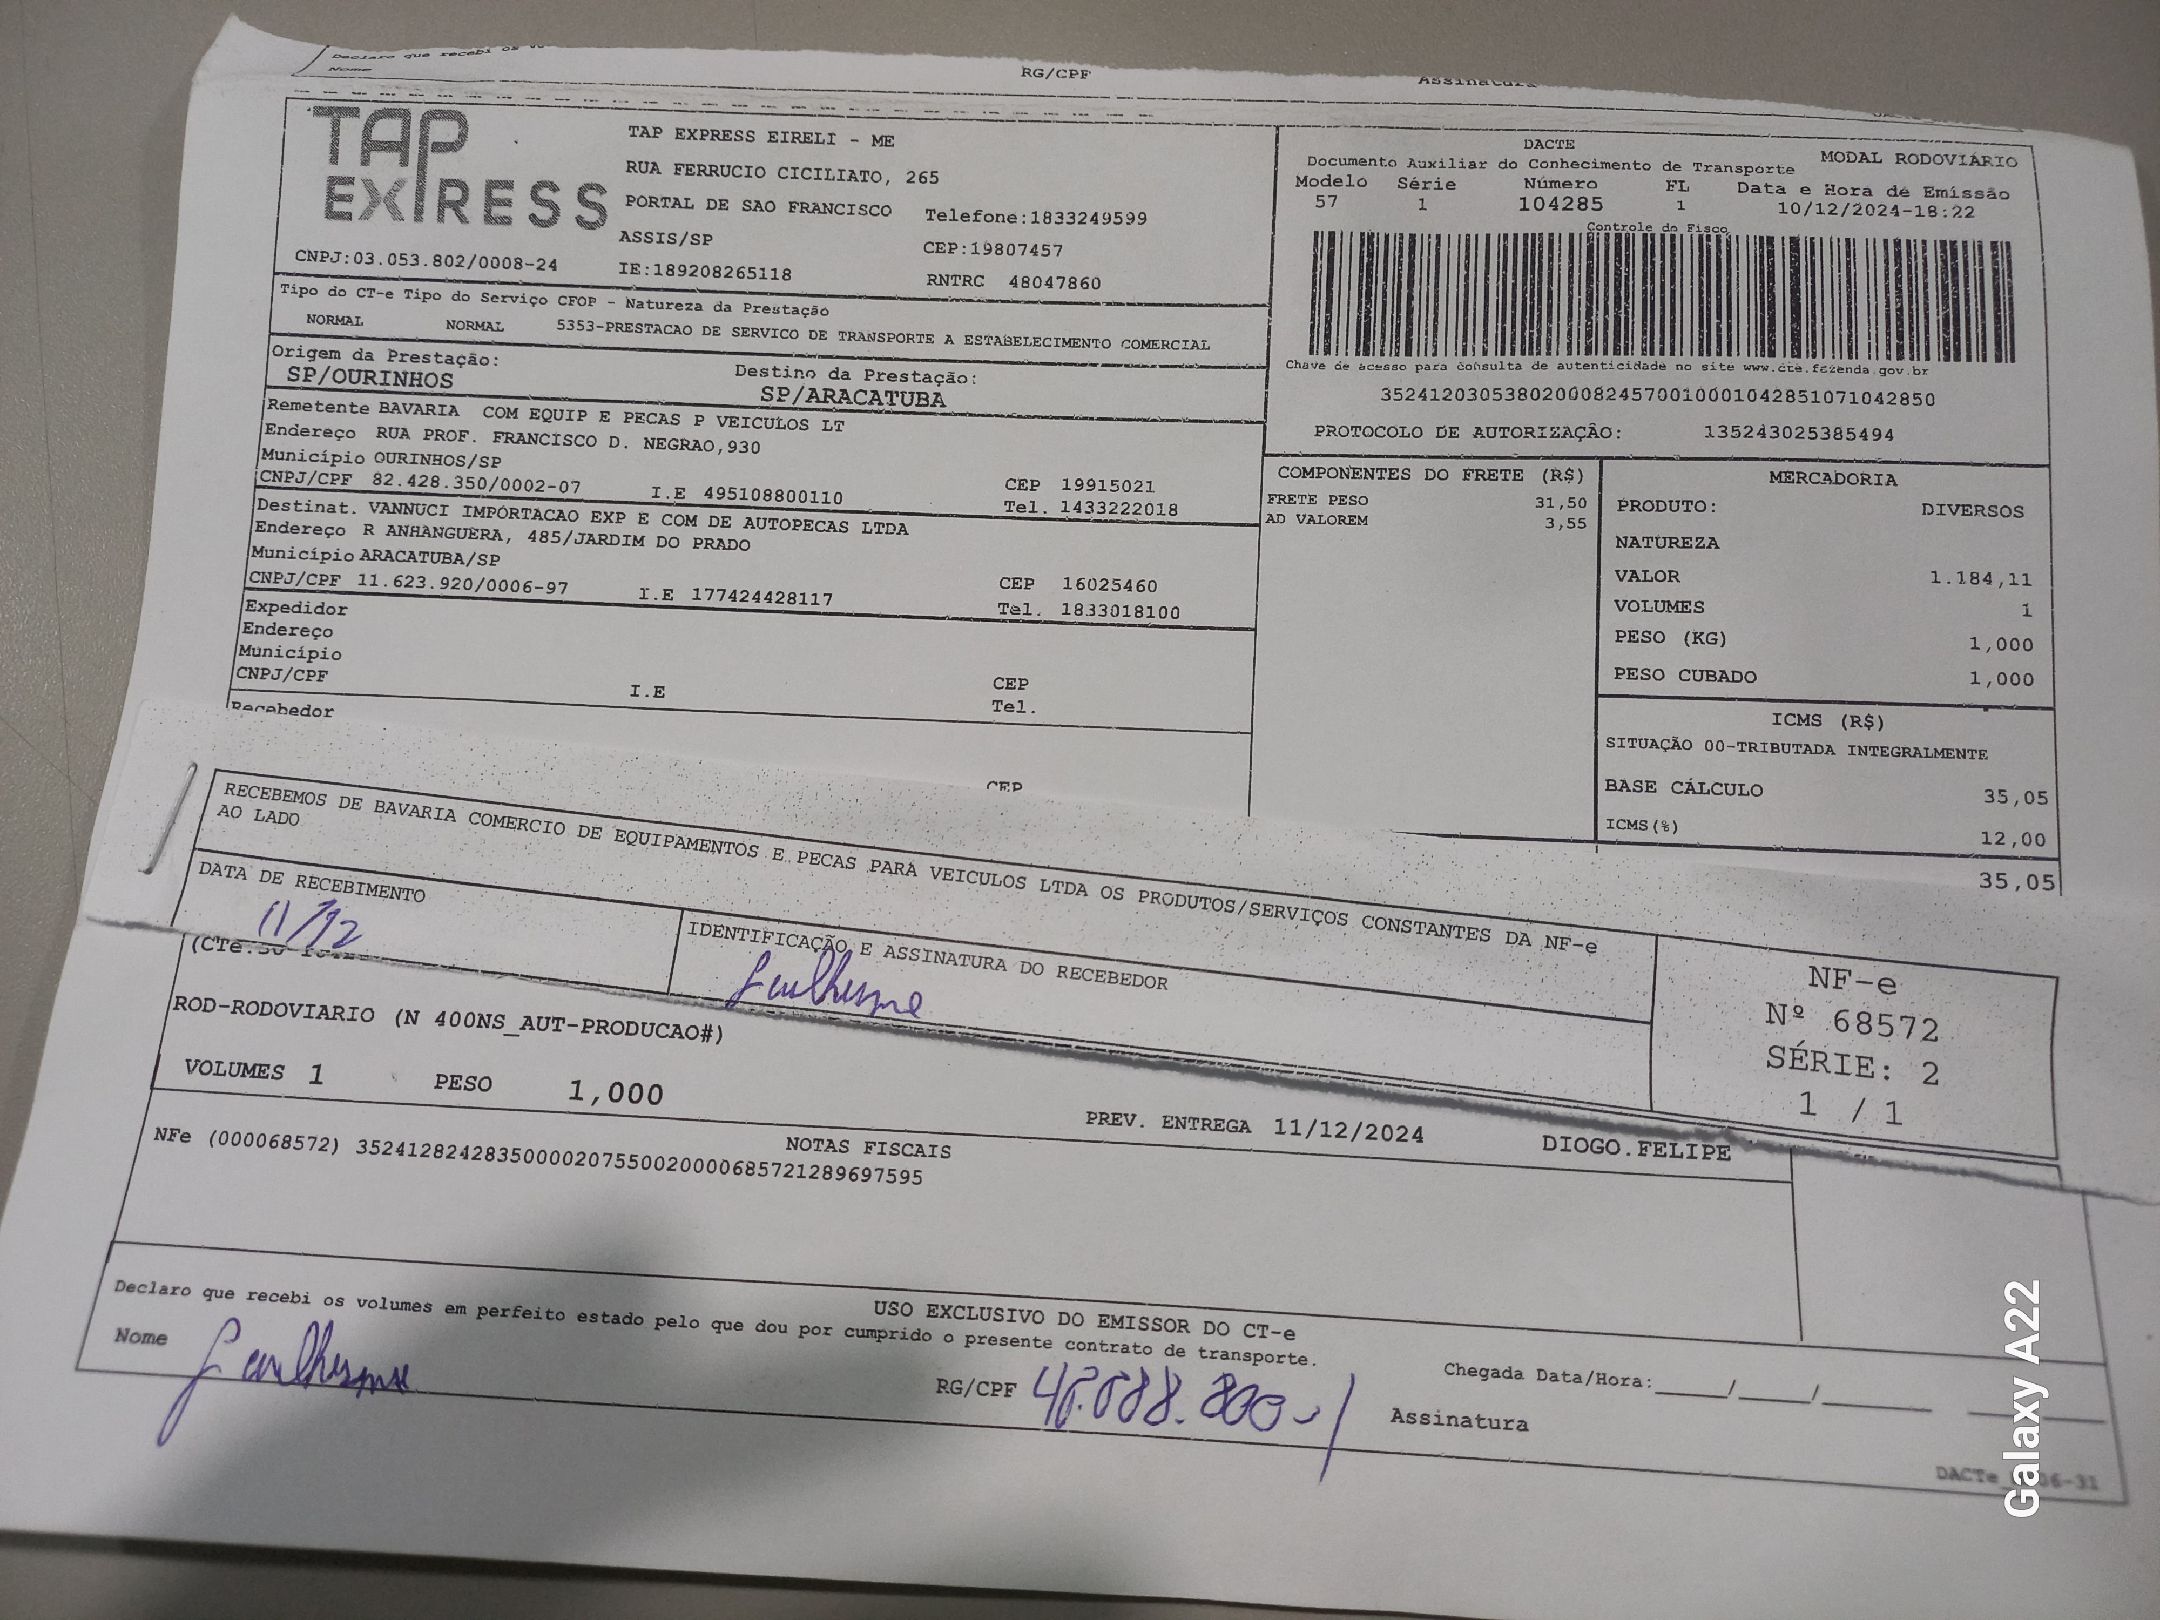 Declaro que recebi os
Nome
RG/CPF
Assinatura
TAP
EXPRESS
TAP EXPRESS EIRELI - ME
RUA FERRUCIO CICILIATO, 265
PORTAL DE SAO FRANCISCO Telefone:1833249599
ASSIS/SP CEP:19807457
CNPJ:03.053.802/0008-24 IE:189208265118 RNTRC 48047860
DACTE
Documento Auxiliar do Conhecimento de Transporte MODAL RODOVIÁRIO
Modelo Série Número FL Data e Hora de Emissão
57 1 104285 1 10/12/2024-18:22
Controle do Fisco
Chave de acesso para consulta de autenticidade no site www.cte.fazenda.gov.br
35241203053802000824570010001042851071042850
PROTOCOLO DE AUTORIZAÇÃO: 135243025385494
Tipo do CT-e Tipo do Serviço CFOP - Natureza da Prestação
NORMAL NORMAL 5353-PRESTACAO DE SERVICO DE TRANSPORTE A ESTABELECIMENTO COMERCIAL
Origem da Prestação: Destino da Prestação:
SP/OURINHOS SP/ARACATUBA
Remetente BAVARIA COM EQUIP E PECAS P VEICULOS LT
Endereço RUA PROF. FRANCISCO D. NEGRAO,930
Município OURINHOS/SP CEP 19915021
CNPJ/CPF 82.428.350/0002-07 I.E 495108800110 Tel. 1433222018
Destinat. VANNUCI IMPORTACAO EXP E COM DE AUTOPECAS LTDA
Endereço R ANHANGUERA, 485/JARDIM DO PRADO
Município ARACATUBA/SP CEP 16025460
CNPJ/CPF 11.623.920/0006-97 I.E 177424428117 Tel. 1833018100
Expedidor
Endereço
Município CEP
CNPJ/CPF I.E Tel.
Recebedor
CEP
COMPONENTES DO FRETE (R$)
FRETE PESO 31,50
AD VALOREM 3,55
MERCADORIA
PRODUTO: DIVERSOS
NATUREZA
VALOR 1.184,11
VOLUMES 1
PESO (KG) 1,000
PESO CUBADO 1,000
ICMS (R$)
SITUAÇÃO 00-TRIBUTADA INTEGRALMENTE
BASE CÁLCULO 35,05
ICMS(%) 12,00
35,05
RECEBEMOS DE BAVARIA COMERCIO DE EQUIPAMENTOS E PECAS PARA VEICULOS LTDA OS PRODUTOS/SERVIÇOS CONSTANTES DA NF-e
AO LADO
DATA DE RECEBIMENTO
11/12
IDENTIFICAÇÃO E ASSINATURA DO RECEBEDOR
Guilherme
NF-e
Nº 68572
SÉRIE: 2
1 / 1
(CTe.
ROD-RODOVIARIO (N 400NS_AUT-PRODUCAO#)
VOLUMES 1 PESO 1,000 PREV. ENTREGA 11/12/2024 DIOGO.FELIPE
NOTAS FISCAIS
NFe (000068572) 35241282428350000207550020000685721289697595
USO EXCLUSIVO DO EMISSOR DO CT-e
Declaro que recebi os volumes em perfeito estado pelo que dou por cumprido o presente contrato de transporte.
Nome Guilherme RG/CPF Assinatura
Chegada Data/Hora:_____/_____/_______ ________
DACTe
Galaxy A22